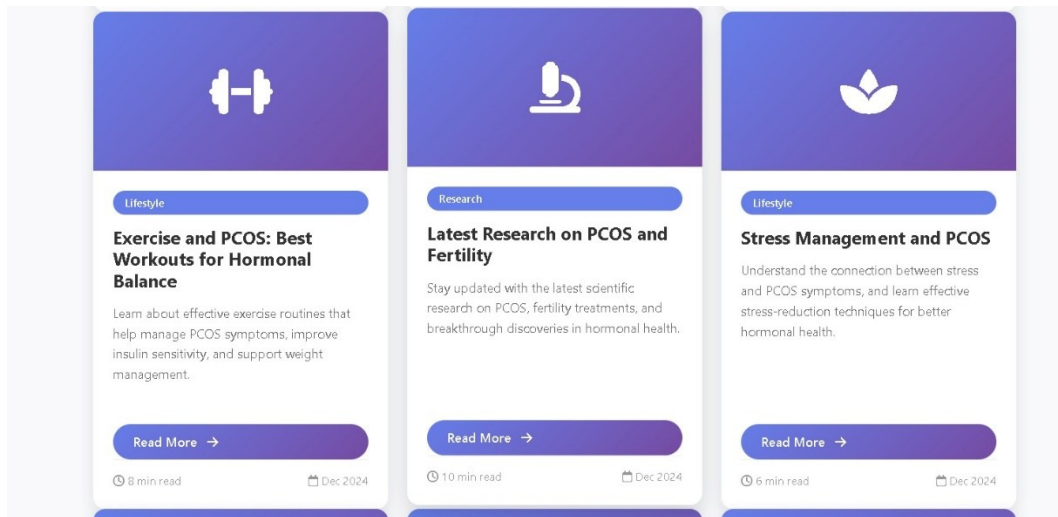 Lifestyle
Exercise and PCOS: Best
Workouts for Hormonal
Balance
Learn about effective exercise routines that
help manage PCOS symptoms, improve
insulin sensitivity, and support weight
management.
Read More →
8 min read
Dec 2024
Research
Latest Research on PCOS and
Fertility
Stay updated with the latest scientific
research on PCOS, fertility treatments, and
breakthrough discoveries in hormonal health.
Read More →
10 min read
Dec 2024
Lifestyle
Stress Management and PCOS
Understand the connection between stress
and PCOS symptoms, and learn effective
stress-reduction techniques for better
hormonal health.
Read More →
6 min read
Dec 2024